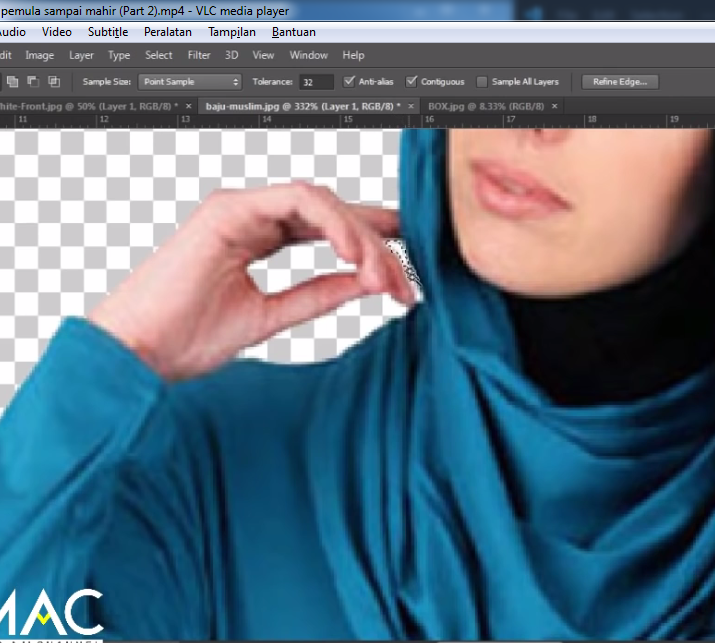 pemula sampai mahir (Part 2).mp4 - VLC media player
Audio Video Subtitle Peralatan Tampilan Bantuan
dit Image Layer Type Select Filter 3D View Window Help
Sample Size: Point Sample Tolerance: 32 Anti-alias Contiguous Sample All Layers Refine Edge...
hite-Front.jpg @ 50% (Layer 1, RGB/8) * × baju-muslim.jpg @ 332% (Layer 1, RGB/8) * × BOX.jpg @ 8.33% (RGB/8) ×
11 12 13 14 15 16 17 18 19
MAC